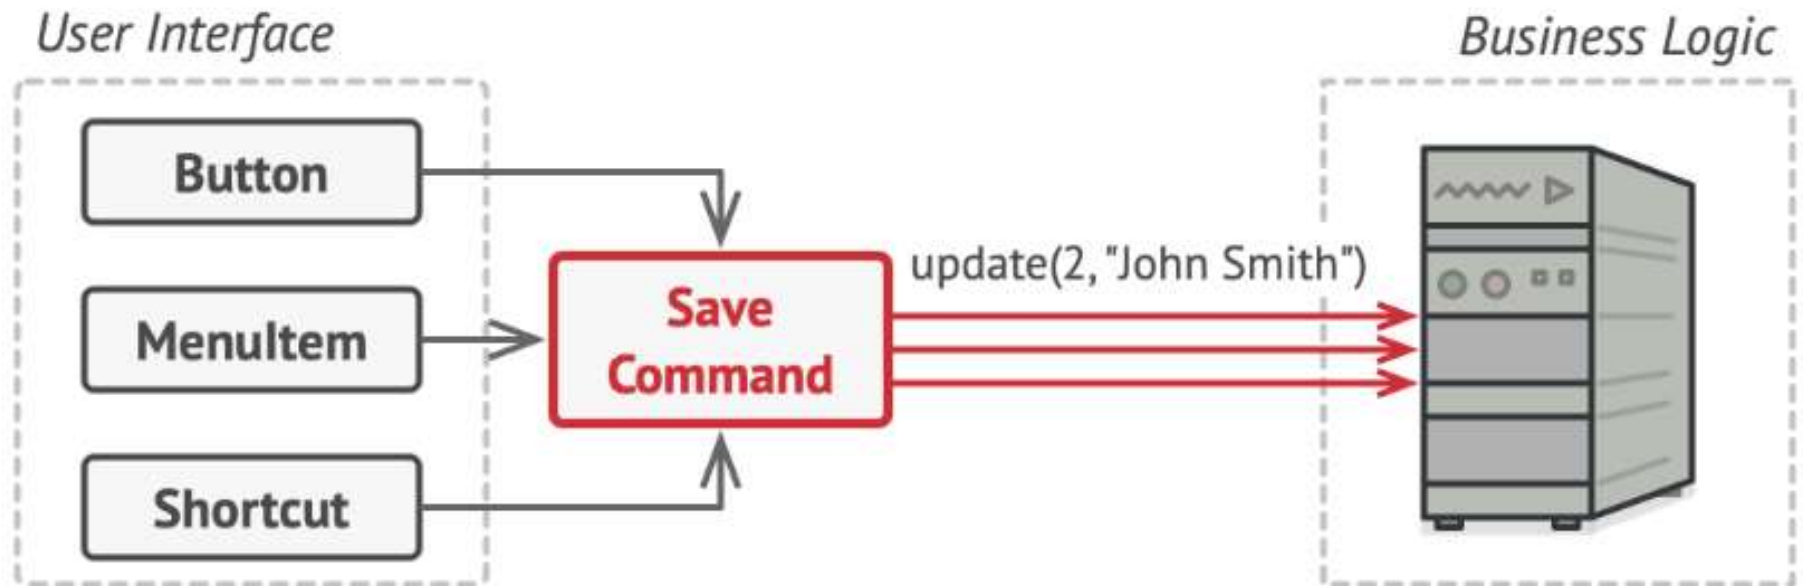 User Interface
Business Logic
Button
MenuItem
Shortcut
Save
Command
update(2, "John Smith")